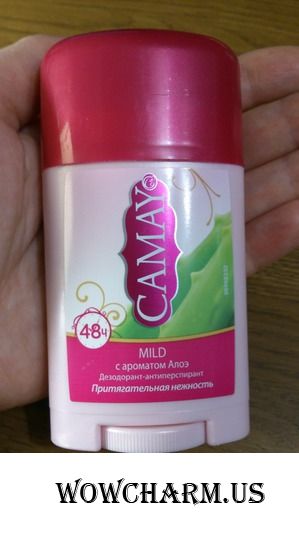 CAMAY
48ч
MILD
с ароматом Алоэ
Дезодорант-антиперспирант
Притягательная нежность
WOWCHARM.US